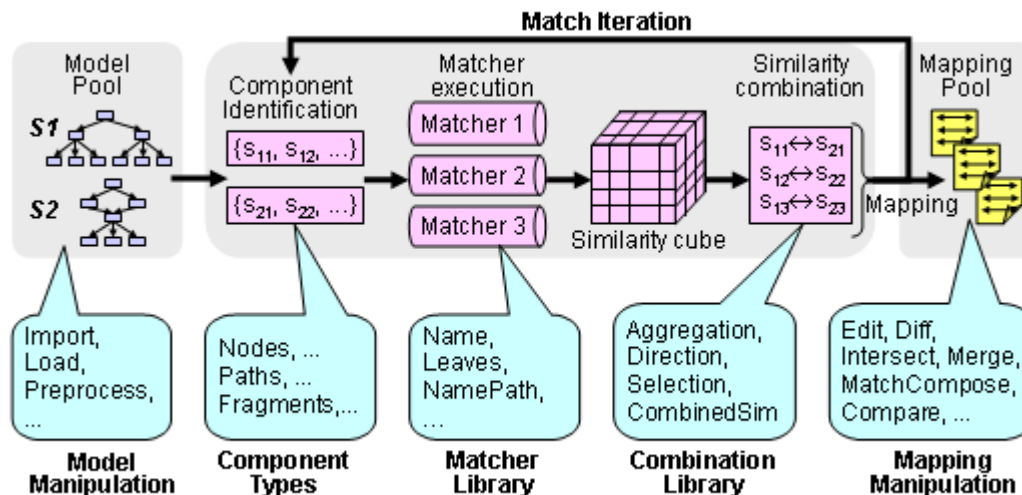 Match Iteration
Model
Pool
S1
S2
Component
Identification
{s11, s12, ...}
{s21, s22, ...}
Matcher
execution
Matcher 1
Matcher 2
Matcher 3
Similarity cube
Similarity
combination
s11↔s21
s12↔s22
s13↔s23
Mapping
Mapping
Pool
Import,
Load,
Preprocess,
...
Nodes, ...
Paths, ...
Fragments,...
Name,
Leaves,
NamePath,
...
Aggregation,
Direction,
Selection,
CombinedSim
Edit, Diff,
Intersect, Merge,
MatchCompose,
Compare, ...
Model
Manipulation
Component
Types
Matcher
Library
Combination
Library
Mapping
Manipulation